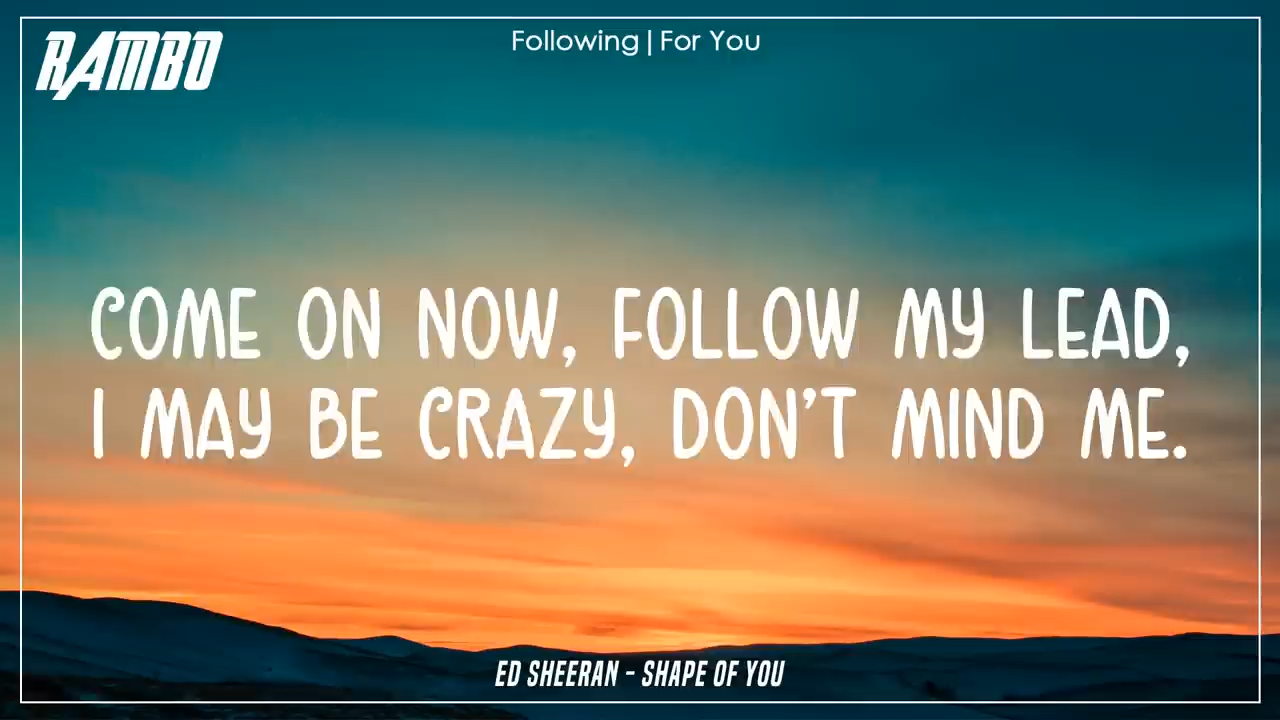 RAMBO
Following | For You
COME ON NOW, FOLLOW MY LEAD,
I MAY BE CRAZY, DON'T MIND ME.
ED SHEERAN - SHAPE OF YOU